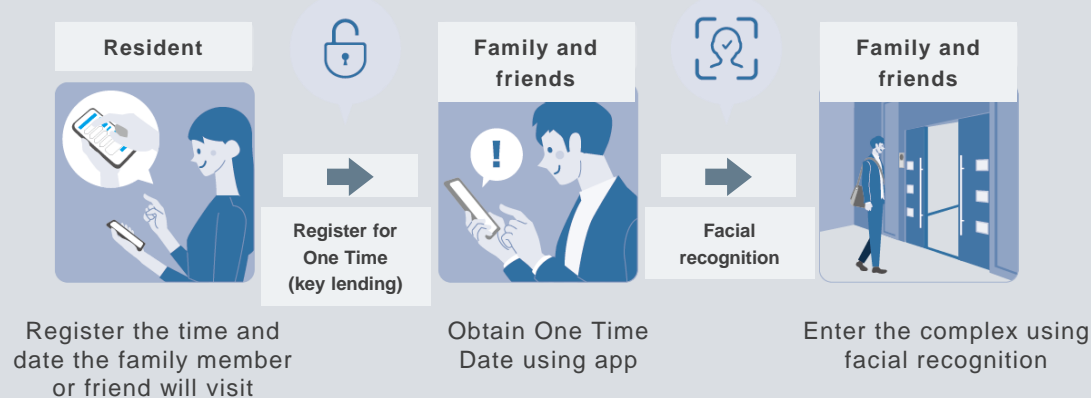 Resident
Register the time and
date the family member
or friend will visit
Register for
One Time
(key lending)
Family and
friends
!
Obtain One Time
Date using app
Facial
recognition
Family and
friends
Enter the complex using
facial recognition